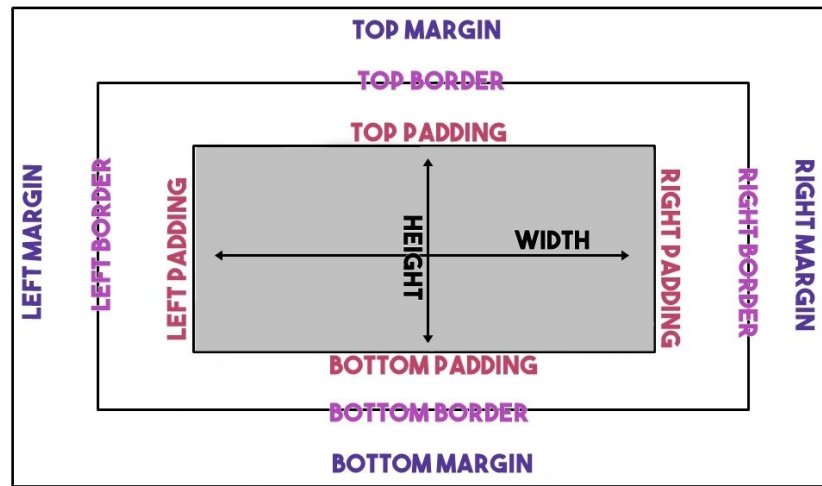 TOP MARGIN
TOP BORDER
TOP PADDING
LEFT MARGIN
LEFT BORDER
LEFT PADDING
HEIGHT
WIDTH
RIGHT PADDING
RIGHT BORDER
RIGHT MARGIN
BOTTOM PADDING
BOTTOM BORDER
BOTTOM MARGIN